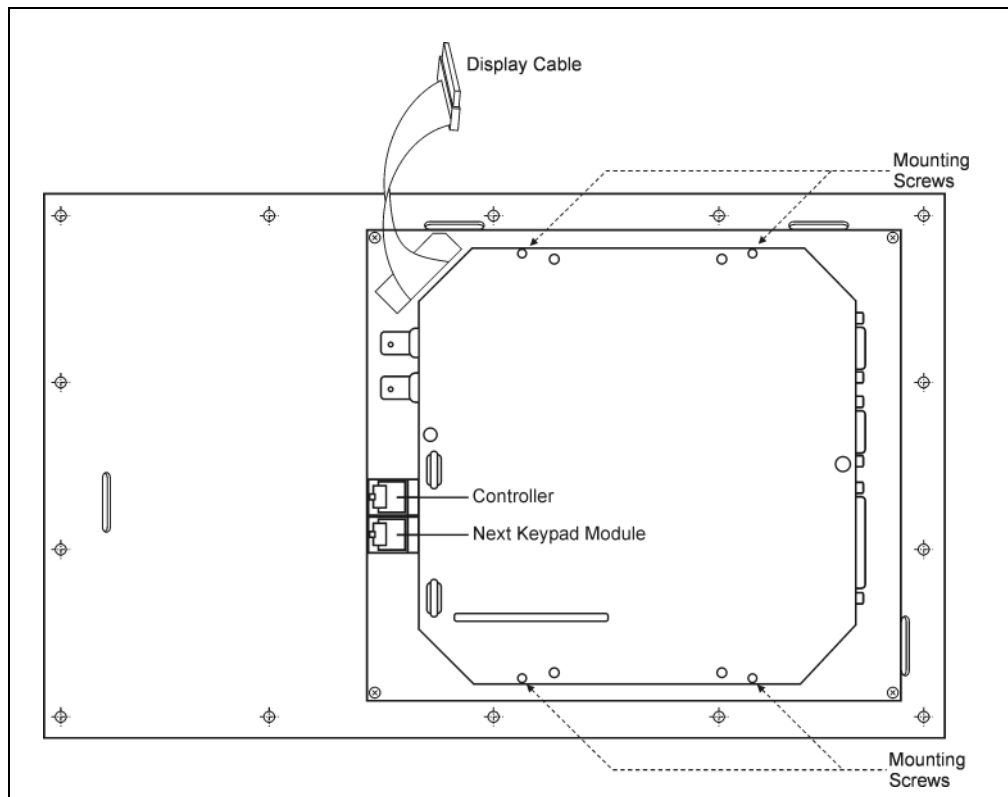 Display Cable
Mounting
Screws
Controller
Next Keypad Module
Mounting
Screws